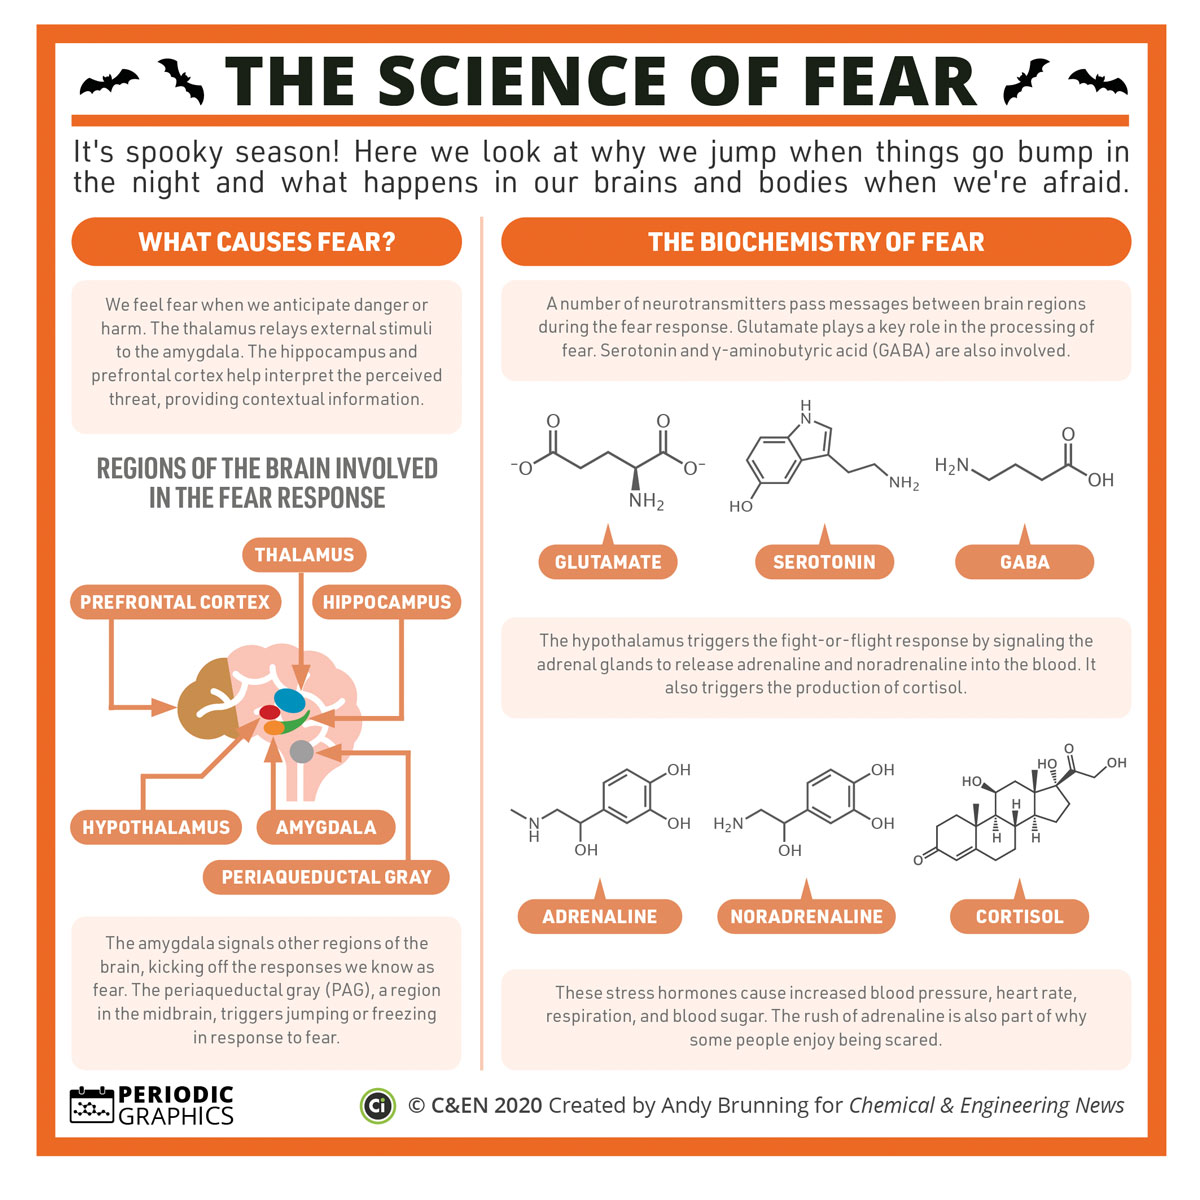 THE SCIENCE OF FEAR
It's spooky season! Here we look at why we jump when things go bump in
the night and what happens in our brains and bodies when we're afraid.
WHAT CAUSES FEAR?
We feel fear when we anticipate danger or
harm. The thalamus relays external stimuli
to the amygdala. The hippocampus and
prefrontal cortex help interpret the perceived
threat, providing contextual information.
REGIONS OF THE BRAIN INVOLVED
IN THE FEAR RESPONSE
THALAMUS
PREFRONTAL CORTEX
HIPPOCAMPUS
HYPOTHALAMUS
AMYGDALA
PERIAQUEDUCTAL GRAY
The amygdala signals other regions of the
brain, kicking off the responses we know as
fear. The periaqueductal gray (PAG), a region
in the midbrain, triggers jumping or freezing
in response to fear.
THE BIOCHEMISTRY OF FEAR
A number of neurotransmitters pass messages between brain regions
during the fear response. Glutamate plays a key role in the processing of
fear. Serotonin and γ-aminobutyric acid (GABA) are also involved.
O
O
⁻O
O⁻
NH₂
GLUTAMATE
H
N
NH₂
HO
SEROTONIN
O
H₂N
OH
GABA
The hypothalamus triggers the fight-or-flight response by signaling the
adrenal glands to release adrenaline and noradrenaline into the blood. It
also triggers the production of cortisol.
OH
N
H
OH
OH
ADRENALINE
OH
H₂N
OH
OH
NORADRENALINE
O
OH
HO
OH
HO
H
H
H
O
CORTISOL
These stress hormones cause increased blood pressure, heart rate,
respiration, and blood sugar. The rush of adrenaline is also part of why
some people enjoy being scared.
PERIODIC
GRAPHICS
Ci
© C&EN 2020 Created by Andy Brunning for Chemical & Engineering News